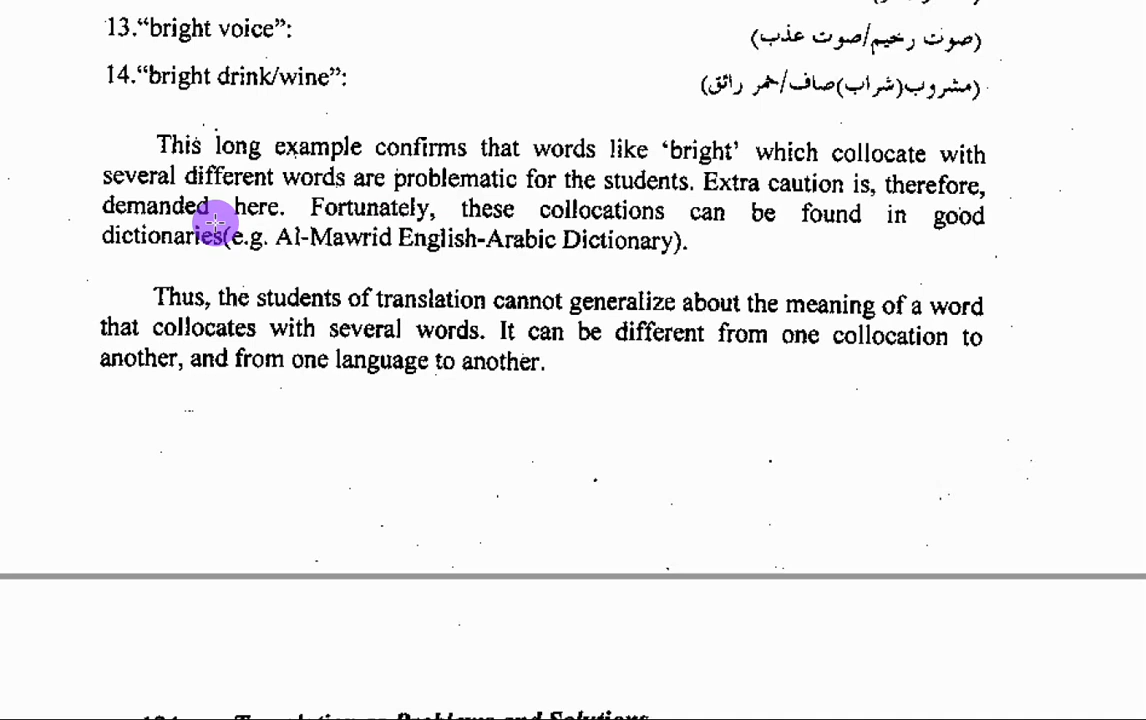 13.“bright voice”: (صوت رخيم/صوت عذب)
14.“bright drink/wine”: (مشروب(شراب)صاف/خمر رائق)
This long example confirms that words like ‘bright’ which collocate with
several different words are problematic for the students. Extra caution is, therefore,
demanded here. Fortunately, these collocations can be found in good
dictionaries(e.g. Al-Mawrid English-Arabic Dictionary).
Thus, the students of translation cannot generalize about the meaning of a word
that collocates with several words. It can be different from one collocation to
another, and from one language to another.